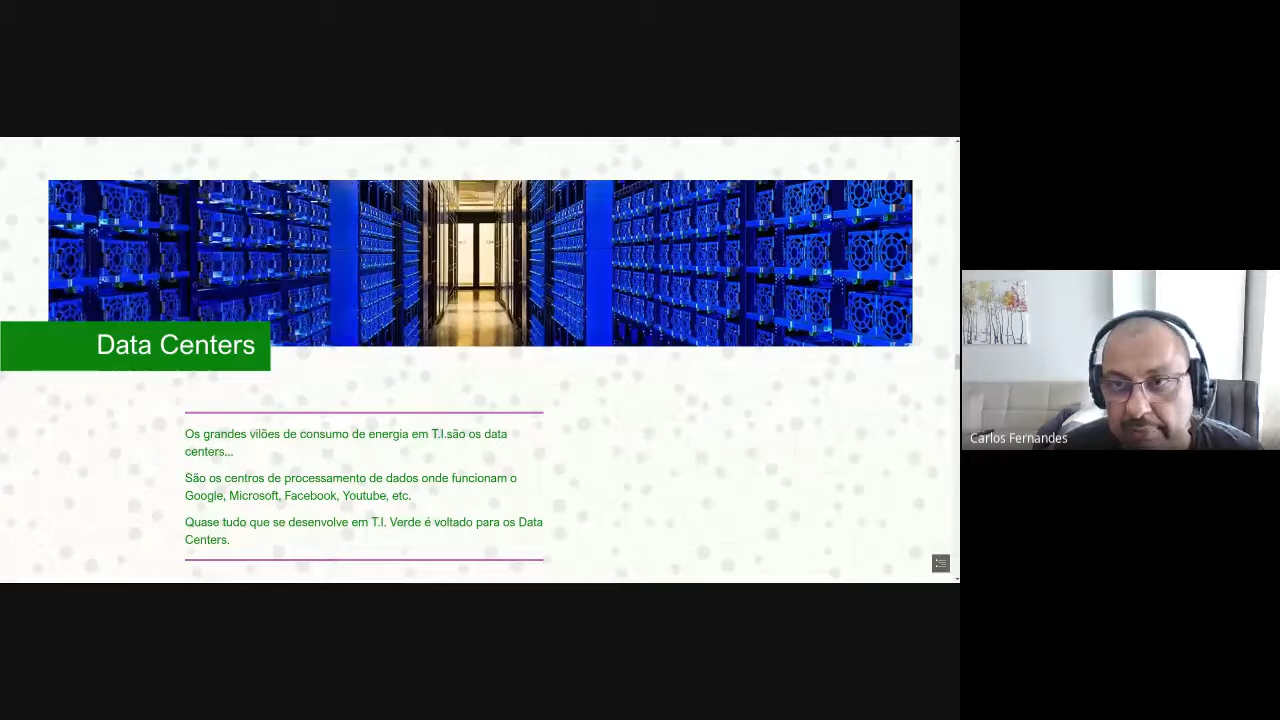 Data Centers
Os grandes vilões de consumo de energia em T.I.são os data
centers...
São os centros de processamento de dados onde funcionam o
Google, Microsoft, Facebook, Youtube, etc.
Quase tudo que se desenvolve em T.I. Verde é voltado para os Data
Centers.
Carlos Fernandes